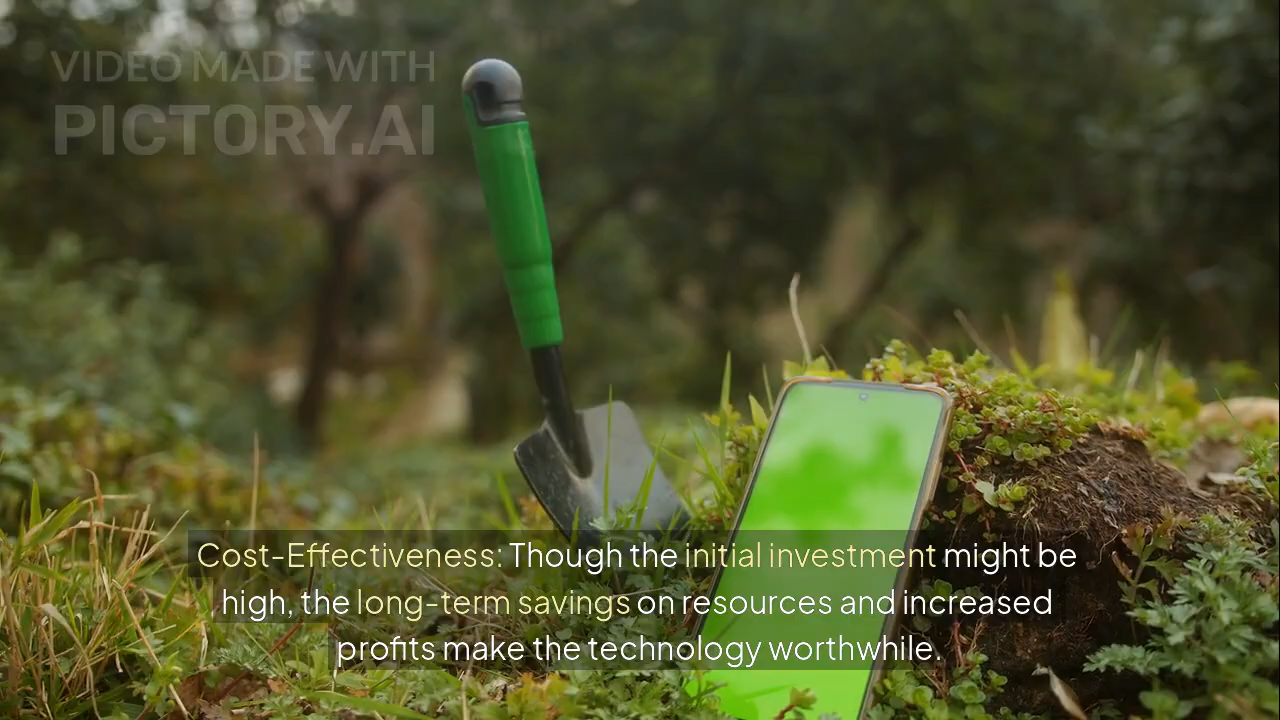 VIDEO MADE WITH
PICTORY.AI
Cost-Effectiveness: Though the initial investment might be
high, the long-term savings on resources and increased
profits make the technology worthwhile.